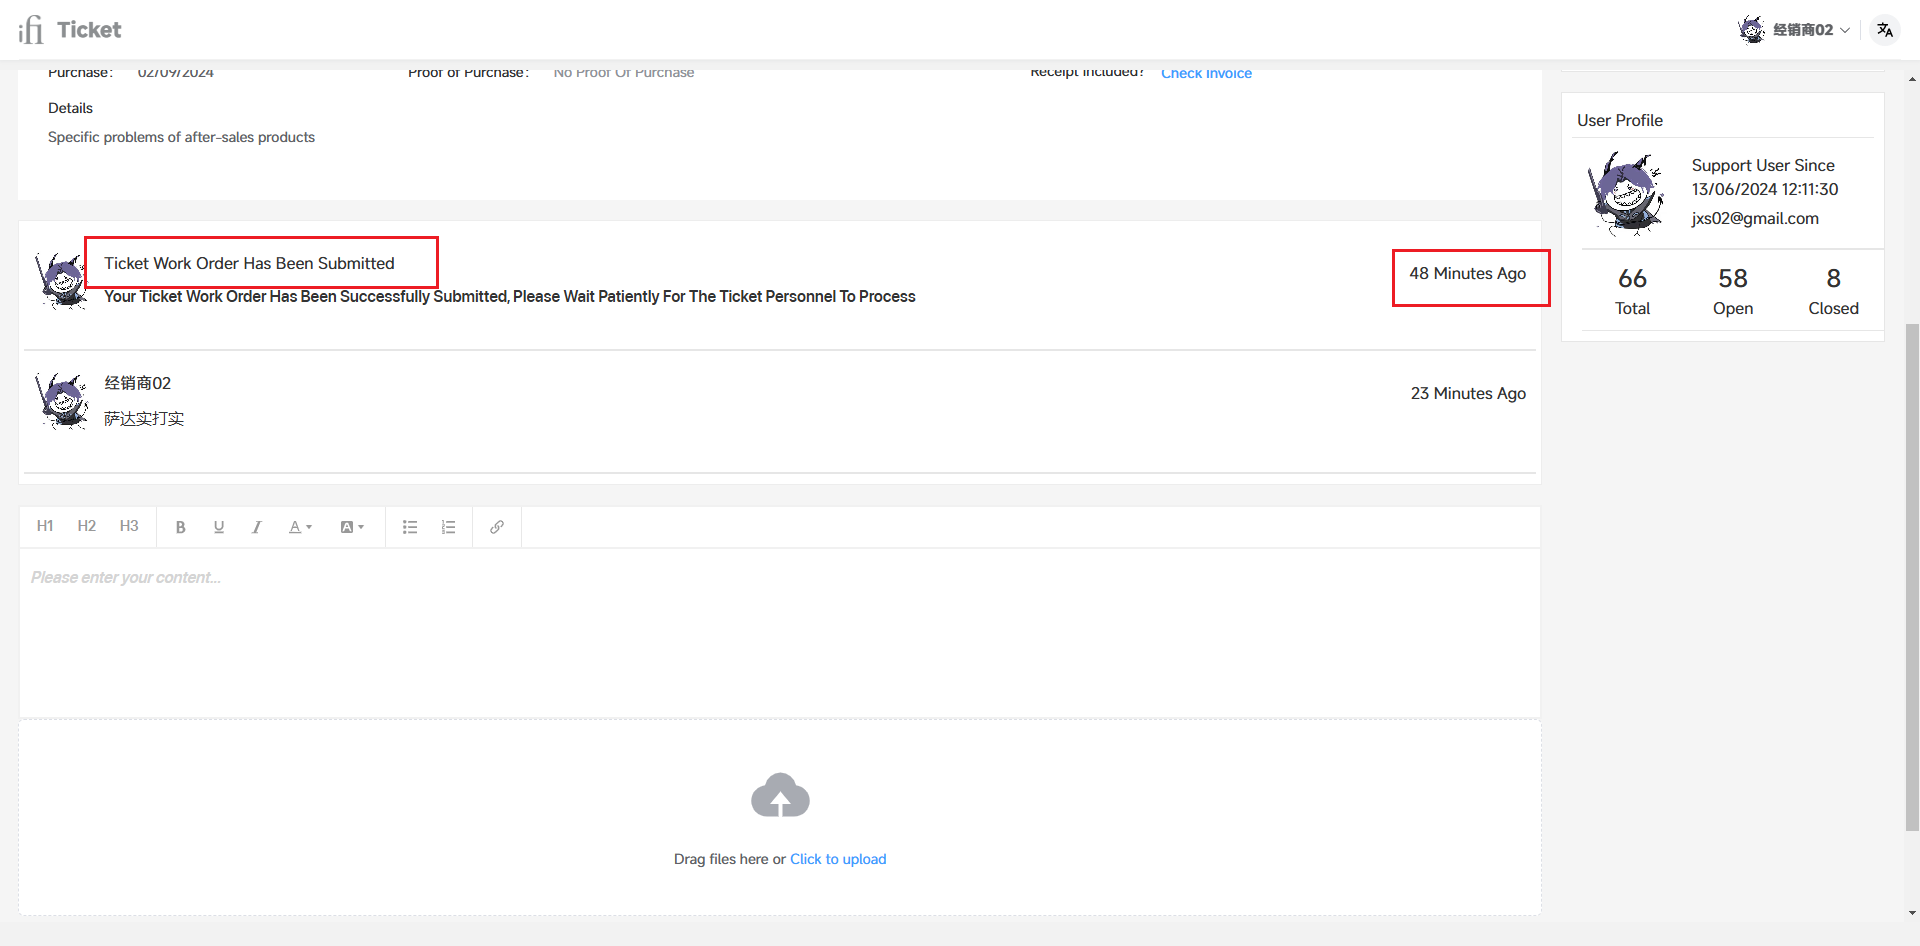 ifi Ticket
经销商02
Purchase: 02/09/2024 Proof of Purchase: No Proof Of Purchase Receipt Included? Check Invoice
Details
Specific problems of after-sales products
Ticket Work Order Has Been Submitted
48 Minutes Ago
Your Ticket Work Order Has Been Successfully Submitted, Please Wait Patiently For The Ticket Personnel To Process
经销商02
23 Minutes Ago
萨达实打实
H1 H2 H3 B U I A A
Please enter your content...
Drag files here or Click to upload
User Profile
Support User Since
13/06/2024 12:11:30
jxs02@gmail.com
66 58 8
Total Open Closed